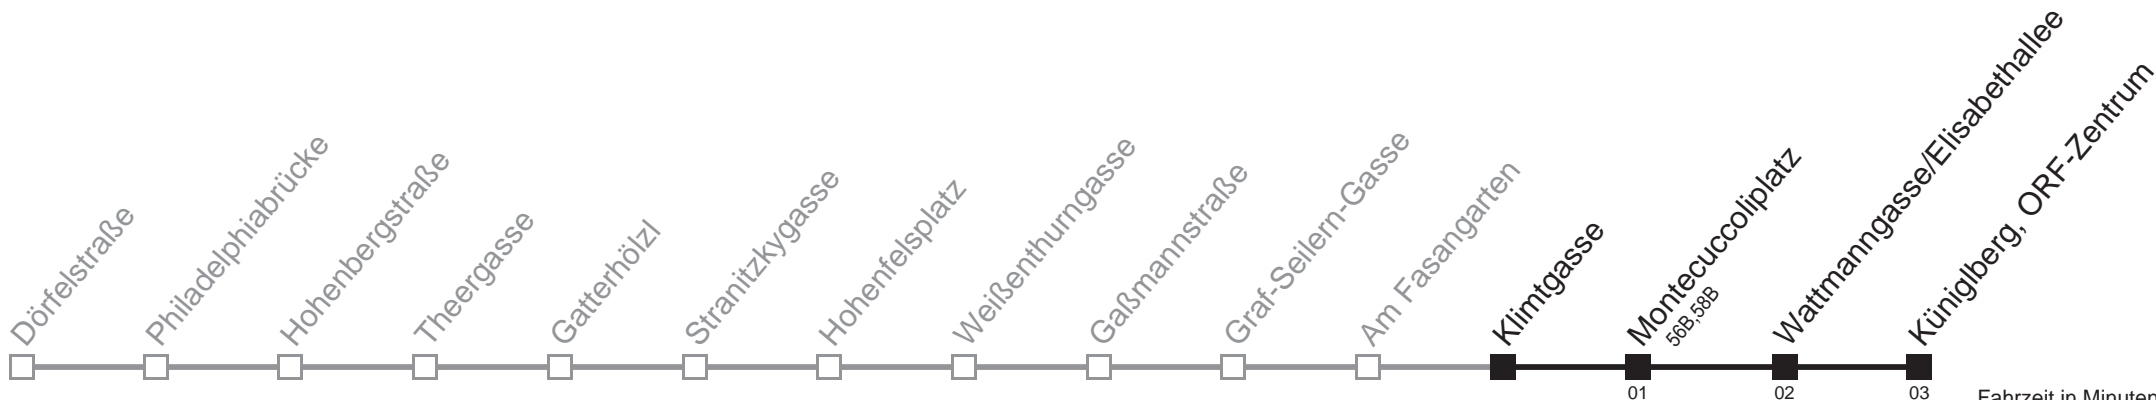 Dörfelstraße
Philadelphiabrücke
Hohenbergstraße
Theergasse
Gatterhölzl
Stranitzkygasse
Hohenfelsplatz
Weißenthurngasse
Gaßmannstraße
Graf-Seilern-Gasse
Am Fasangarten
Klimtgasse
Montecuccoliplatz
56B,58B
Wattmanngasse/Elisabethallee
Küniglberg, ORF-Zentrum
01
02
03
Fahrzeit in Minuten